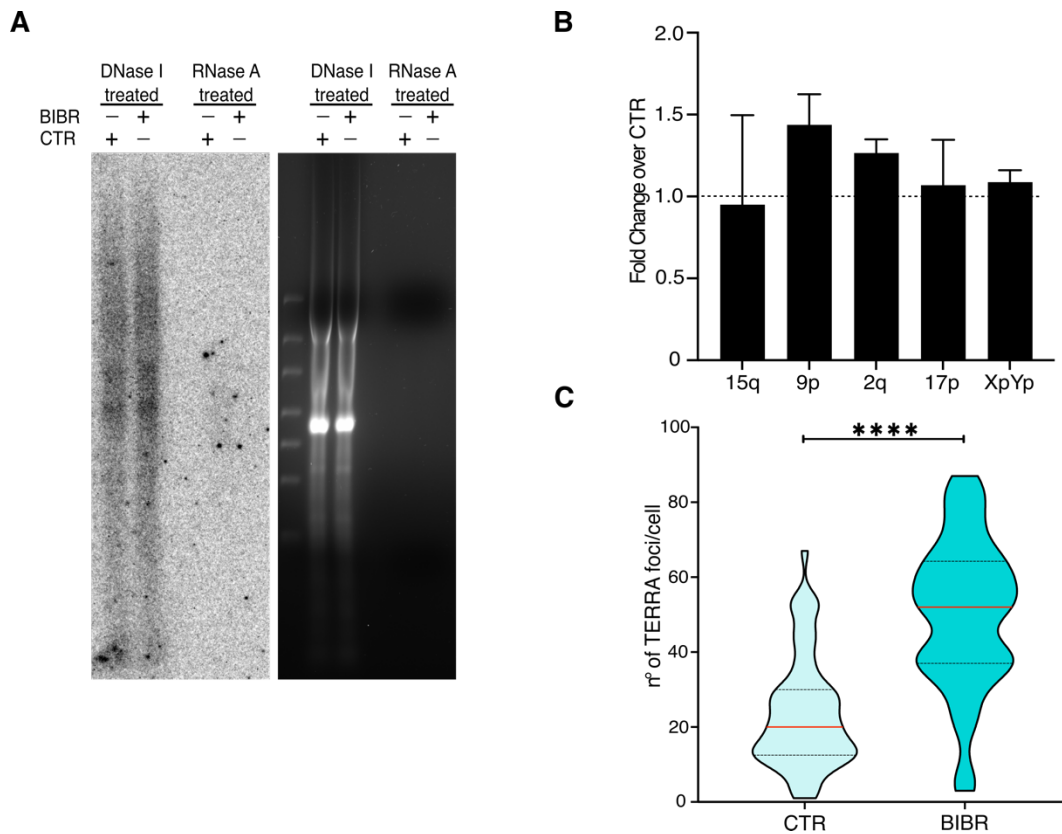 A
DNase I RNase A DNase I RNase A
treated treated treated treated
BIBR − + − + − + − +
CTR + − + − + − + −
B
Fold Change over CTR
2.0
1.5
1.0
0.5
0
15q 9p 2q 17p XpYp
C
nº of TERRA foci/cell
100
80
60
40
20
0
****
CTR BIBR